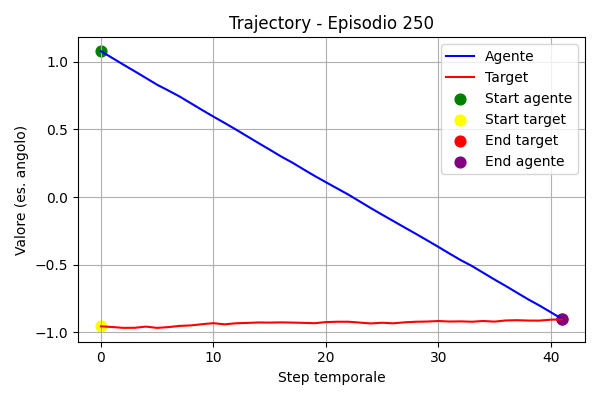 Trajectory - Episodio 250
Valore (es. angolo)
1.0
0.5
0.0
−0.5
−1.0
0
10
20
30
40
Step temporale
Agente
Target
Start agente
Start target
End target
End agente